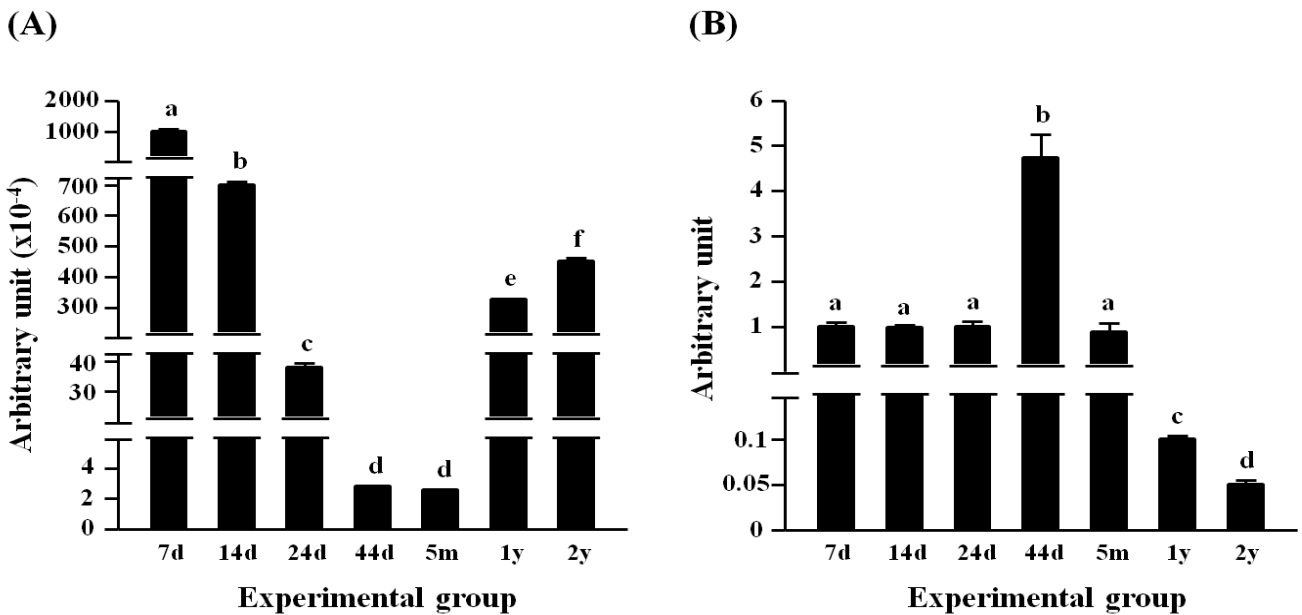 (A)
Arbitrary unit (x10⁻⁴)
2000
1000
700
600
500
400
300
40
30
4
2
0
a
b
c
d
d
e
f
7d 14d 24d 44d 5m 1y 2y
Experimental group
(B)
Arbitrary unit
6
5
4
3
2
1
0.1
0.05
0
a
a
a
b
a
c
d
7d 14d 24d 44d 5m 1y 2y
Experimental group